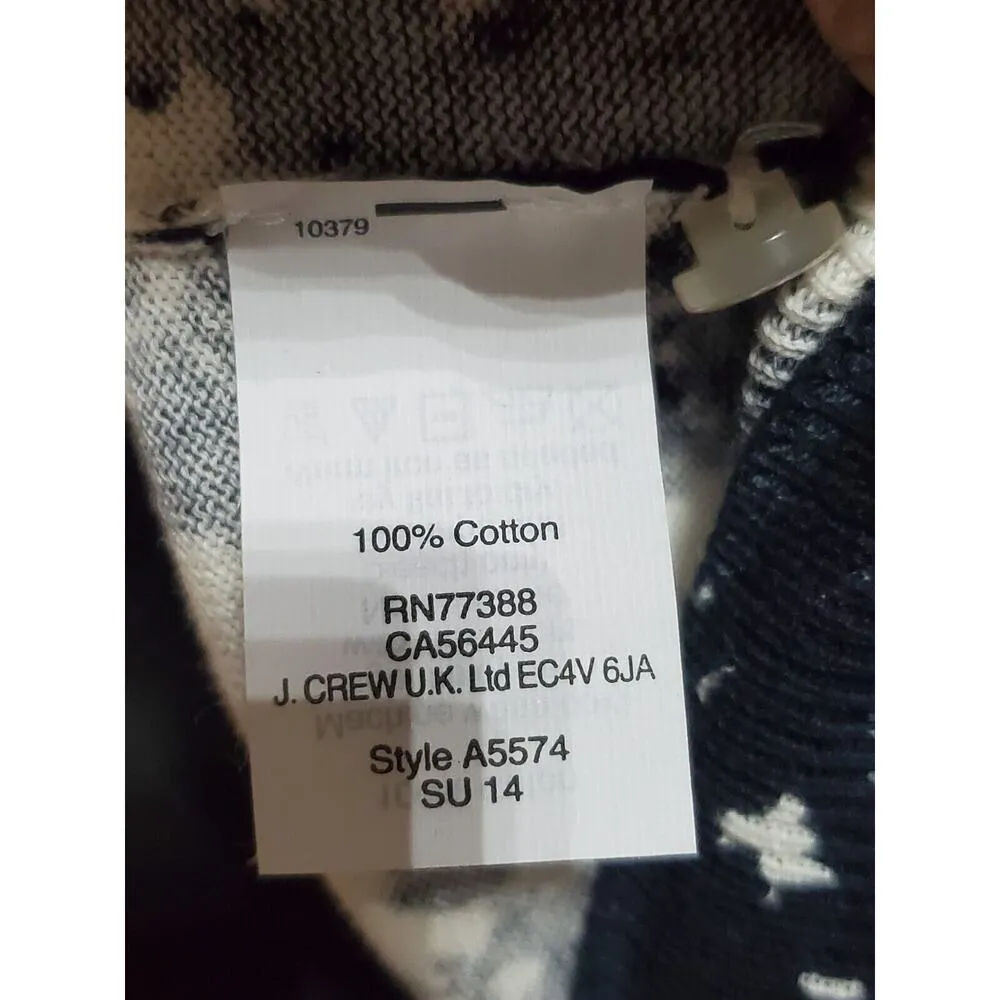 10379
100% Cotton
RN77388
CA56445
J. CREW U.K. Ltd EC4V 6JA
Style A5574
SU 14